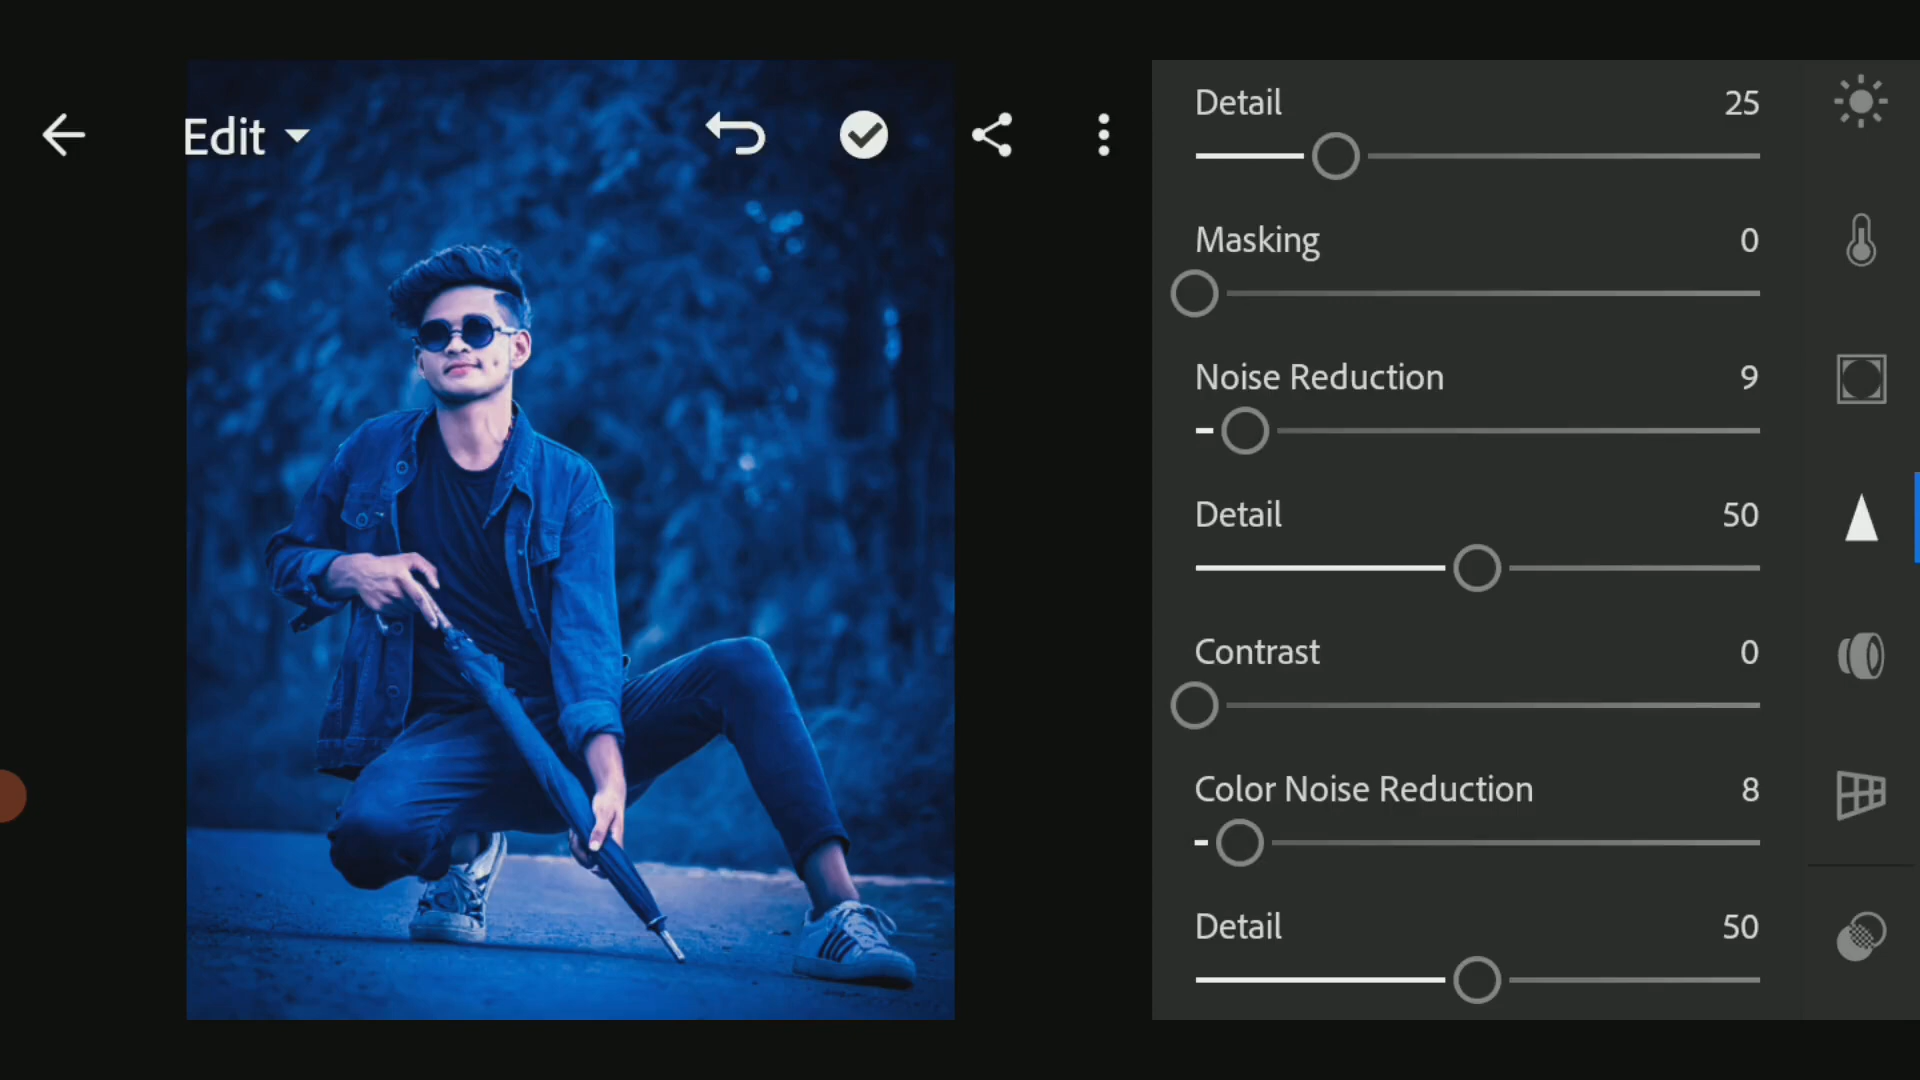 Edit
Detail 25
Masking 0
Noise Reduction 9
Detail 50
Contrast 0
Color Noise Reduction 8
Detail 50